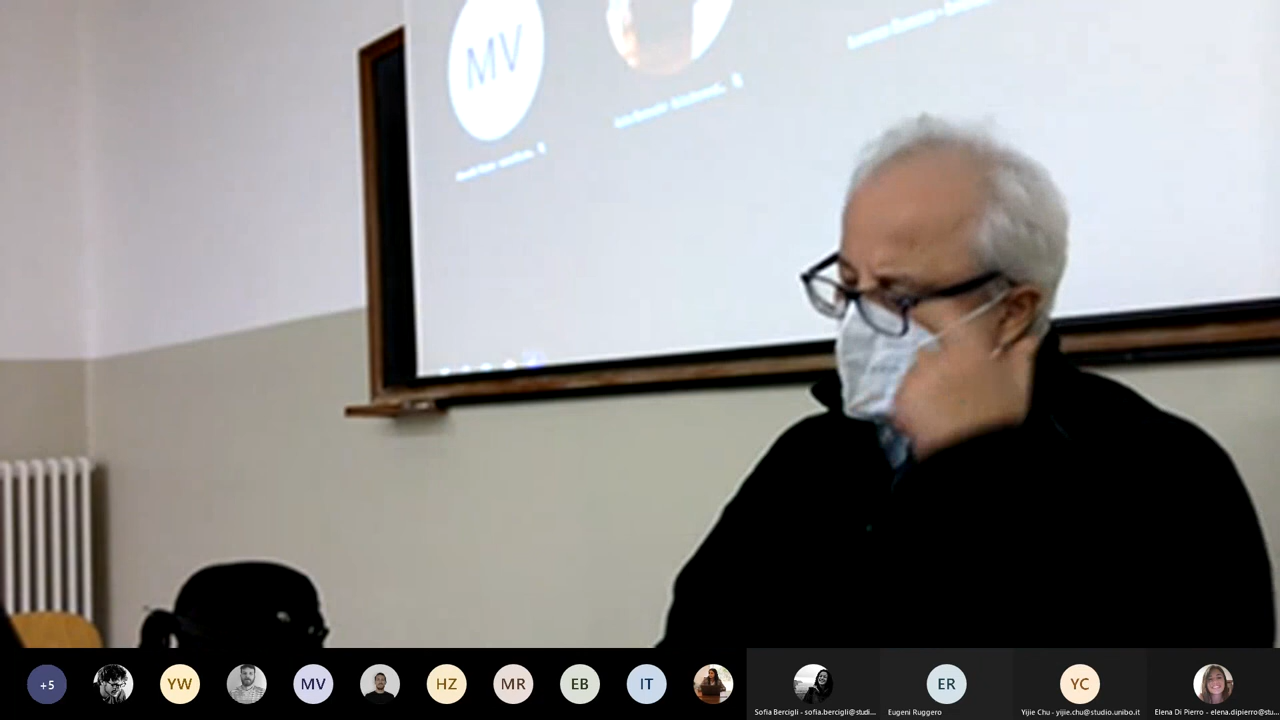 MV
+5
YW
MV
HZ
MR
EB
IT
ER
YC
Sofia Bercigli - sofia.bercigli@studi...
Eugeni Ruggero
Yijie Chu - yijie.chu@studio.unibo.it
Elena Di Pierro - elena.dipierro@stu...